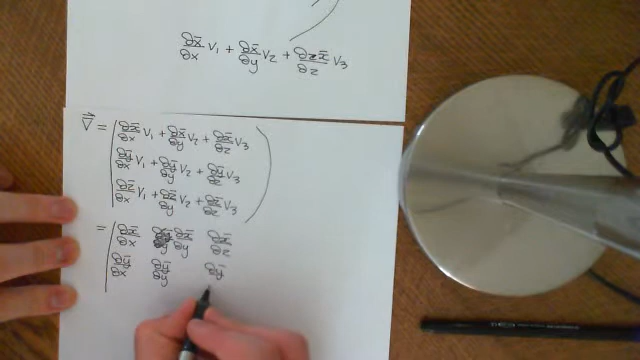 ∂x̄/∂x V₁ + ∂x̄/∂y V₂ + ∂x̄/∂z V₃
V̄⃗ = ( ∂x̄/∂x V₁ + ∂x̄/∂y V₂ + ∂x̄/∂z V₃
∂ȳ/∂x V₁ + ∂ȳ/∂y V₂ + ∂ȳ/∂z V₃
∂z̄/∂x V₁ + ∂z̄/∂y V₂ + ∂z̄/∂z V₃ )
= ( ∂x̄/∂x ∂x̄/∂y ∂x̄/∂z
∂ȳ/∂x ∂ȳ/∂y ∂ȳ